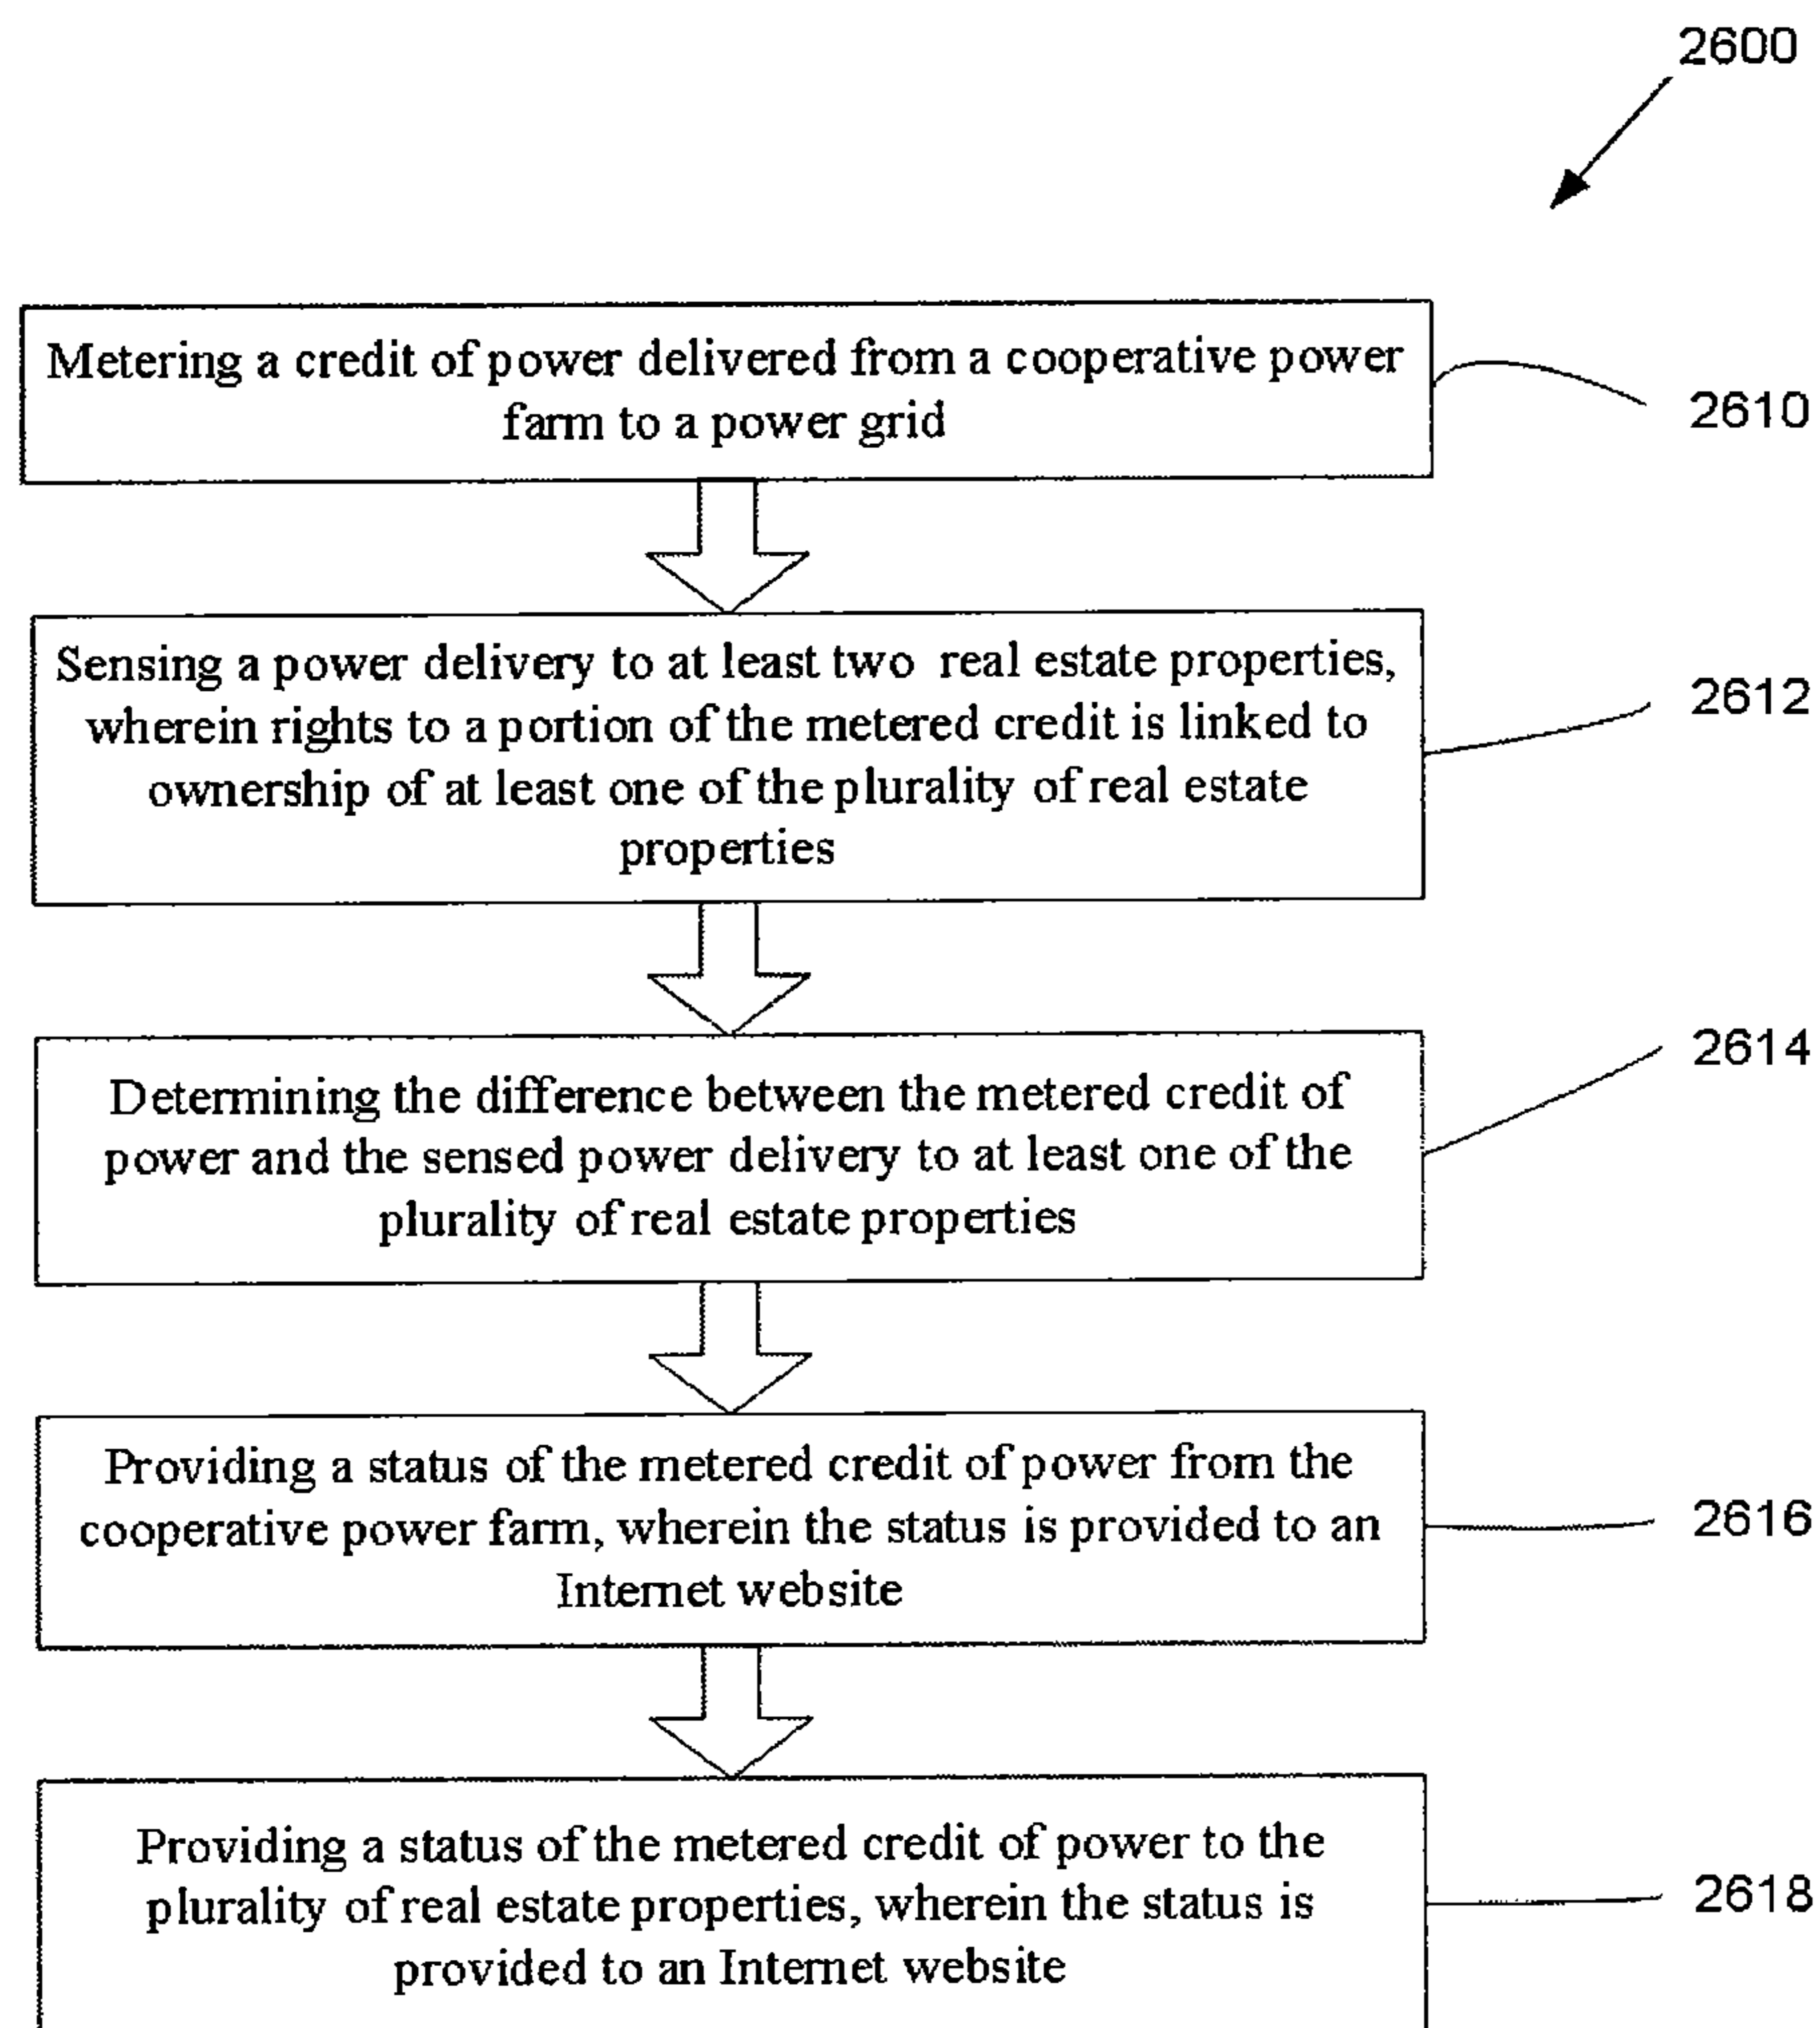 2600
Metering a credit of power delivered from a cooperative power
farm to a power grid
2610
Sensing a power delivery to at least two real estate properties,
wherein rights to a portion of the metered credit is linked to
ownership of at least one of the plurality of real estate
properties
2612
Determining the difference between the metered credit of
power and the sensed power delivery to at least one of the
plurality of real estate properties
2614
Providing a status of the metered credit of power from the
cooperative power farm, wherein the status is provided to an
Internet website
2616
Providing a status of the metered credit of power to the
plurality of real estate properties, wherein the status is
provided to an Internet website
2618